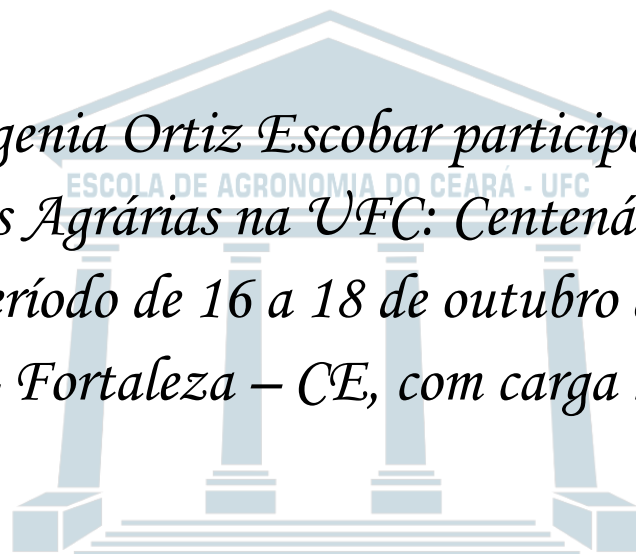 genia Ortiz Escobar particip
ESCOLA DE AGRONOMIA DO CEARÁ - UFC
s Agrárias na UFC: Centená
eríodo de 16 a 18 de outubro
- Fortaleza – CE, com carga